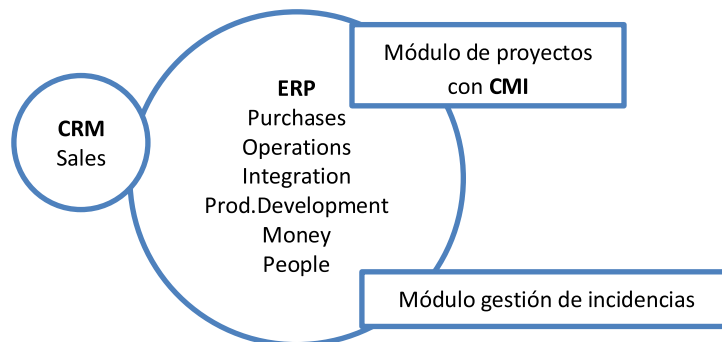 CRM
Sales
ERP
Purchases
Operations
Integration
Prod.Development
Money
People
Módulo de proyectos
con CMI
Módulo gestión de incidencias